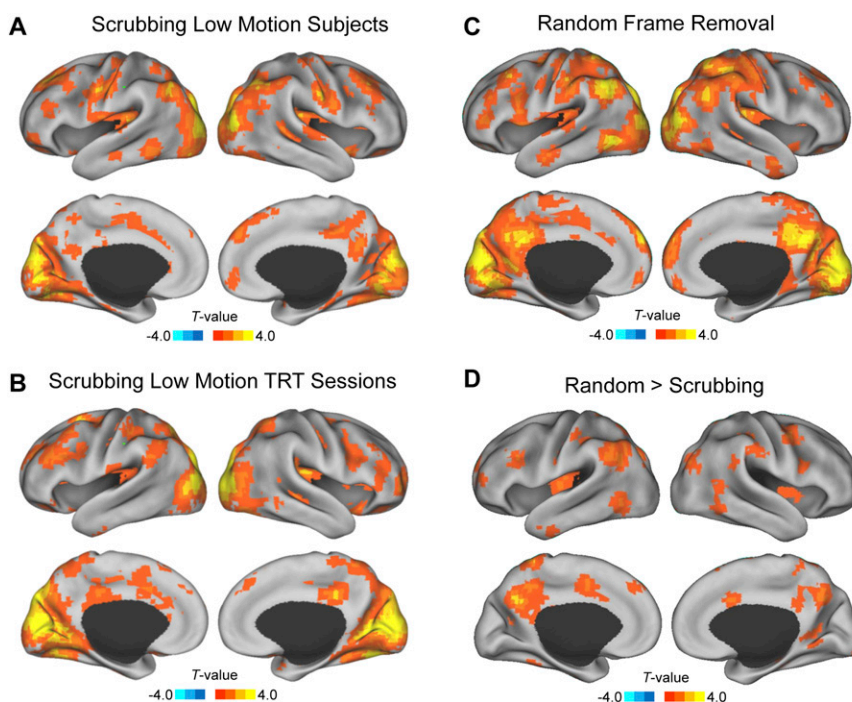 A Scrubbing Low Motion Subjects
T-value
-4.0 4.0
B Scrubbing Low Motion TRT Sessions
T-value
-4.0 4.0
C Random Frame Removal
T-value
-4.0 4.0
D Random > Scrubbing
T-value
-4.0 4.0